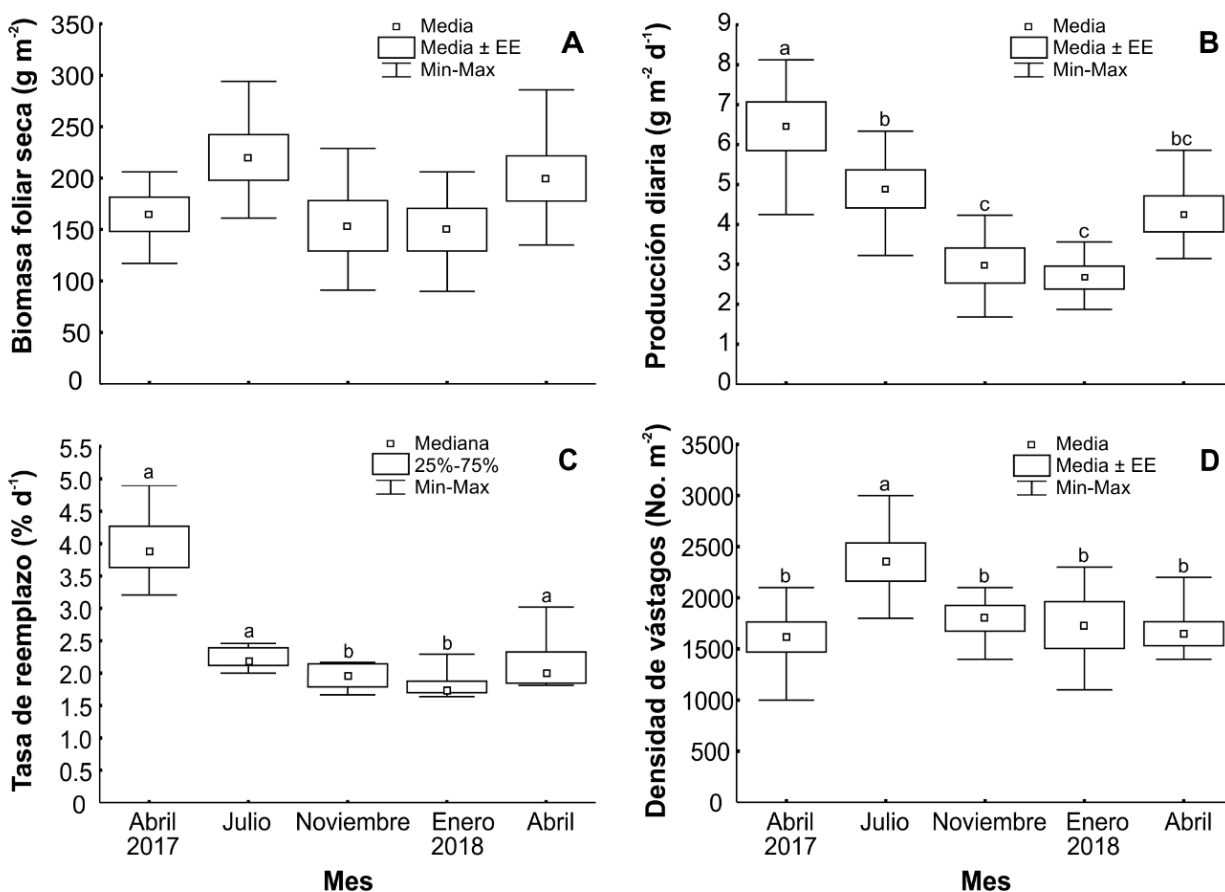 Biomasa foliar seca (g m⁻²)
350
300
250
200
150
100
50
0
Media
Media ± EE
Min-Max
A
Producción diaria (g m⁻² d⁻¹)
9
8
7
6
5
4
3
2
1
0
Media
Media ± EE
Min-Max
B
a
b
c
c
bc
Tasa de reemplazo (% d⁻¹)
5.5
5.0
4.5
4.0
3.5
3.0
2.5
2.0
1.5
1.0
0.5
0
Mediana
25%-75%
Min-Max
C
a
a
b
b
a
Abril Julio Noviembre Enero Abril
2017 2018
Mes
Densidad de vástagos (No. m⁻²)
3500
3000
2500
2000
1500
1000
500
0
Media
Media ± EE
Min-Max
D
b
a
b
b
b
Abril Julio Noviembre Enero Abril
2017 2018
Mes